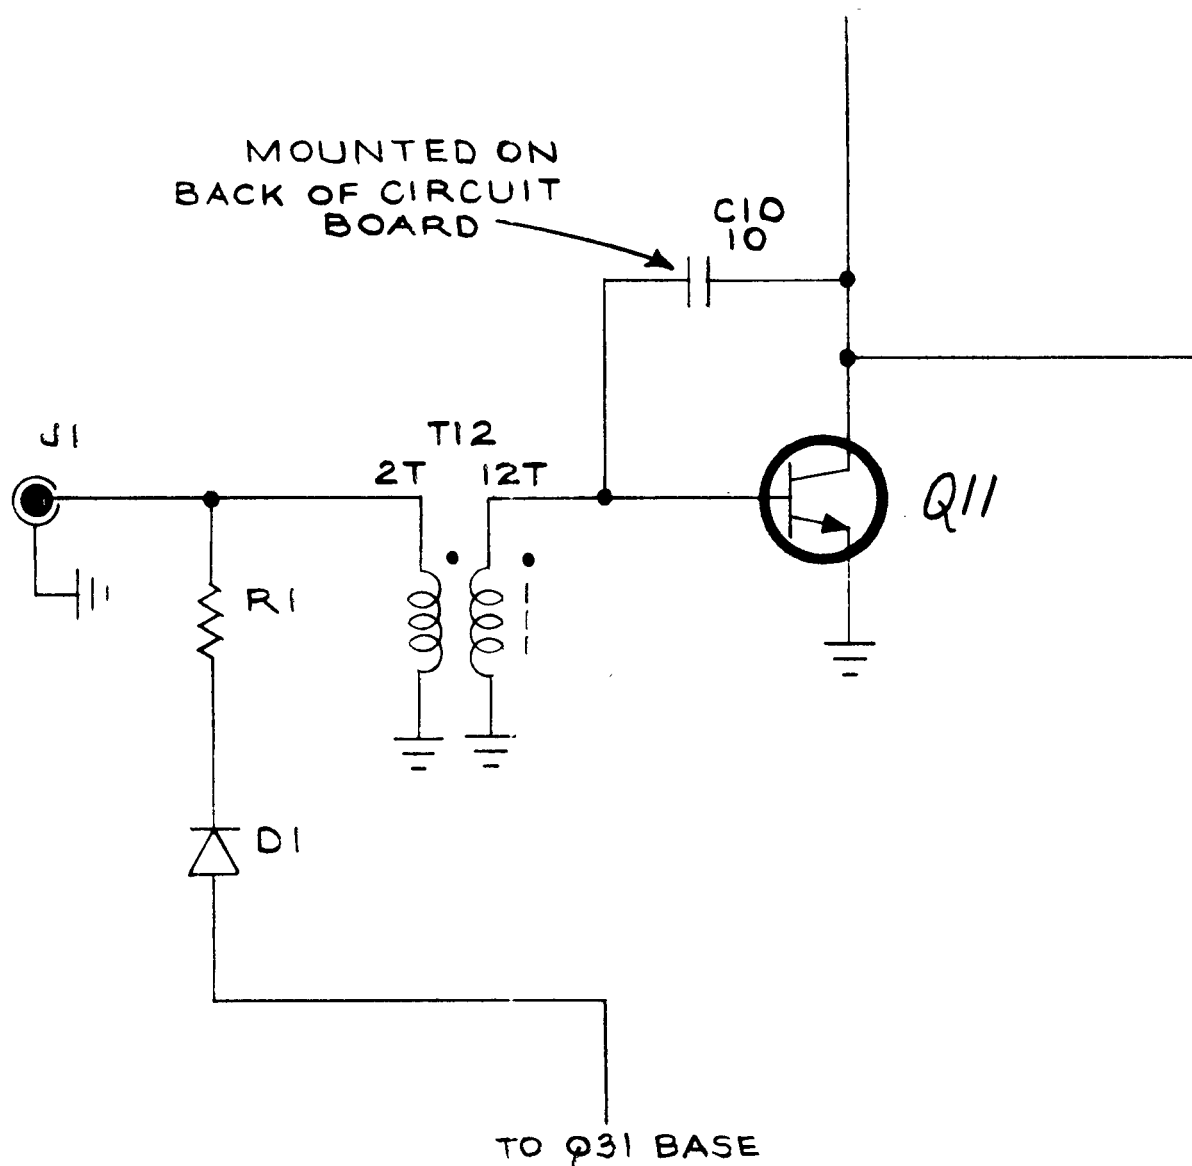 MOUNTED ON
BACK OF CIRCUIT
BOARD
C10
10
J1
T12
2T 12T
Q11
R1
D1
TO Q31 BASE